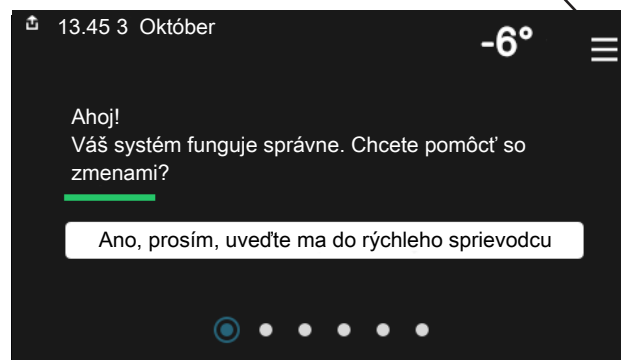 13.45 3 Október
-6°
Ahoj!
Váš systém funguje správne. Chcete pomôcť so
zmenami?
Ano, prosím, uveďte ma do rýchleho sprievodcu